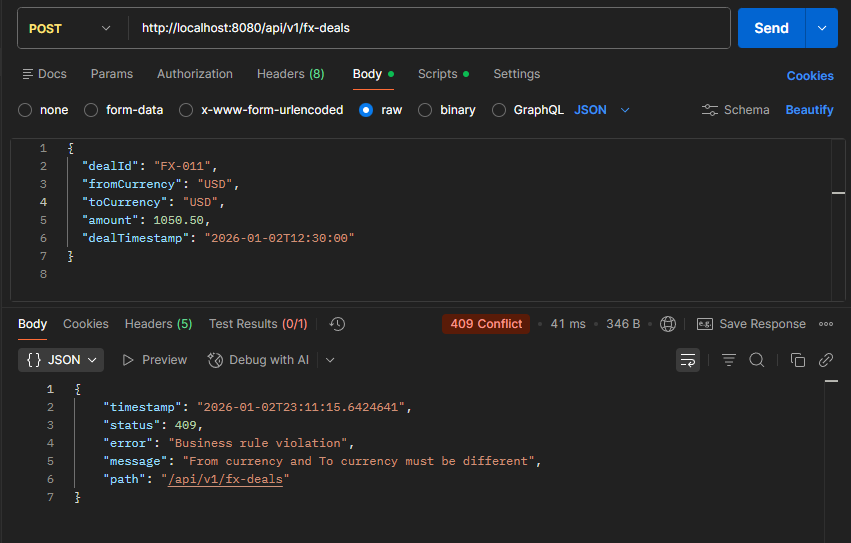 POST http://localhost:8080/api/v1/fx-deals Send
Docs Params Authorization Headers (8) Body Scripts Settings Cookies
none form-data x-www-form-urlencoded raw binary GraphQL JSON Schema Beautify
1 {
2 "dealId": "FX-011",
3 "fromCurrency": "USD",
4 "toCurrency": "USD",
5 "amount": 1050.50,
6 "dealTimestamp": "2026-01-02T12:30:00"
7 }
8
Body Cookies Headers (5) Test Results (0/1) 409 Conflict • 41 ms • 346 B • e.g. Save Response
{} JSON Preview Debug with AI
1 {
2 "timestamp": "2026-01-02T23:11:15.6424641",
3 "status": 409,
4 "error": "Business rule violation",
5 "message": "From currency and To currency must be different",
6 "path": "/api/v1/fx-deals"
7 }